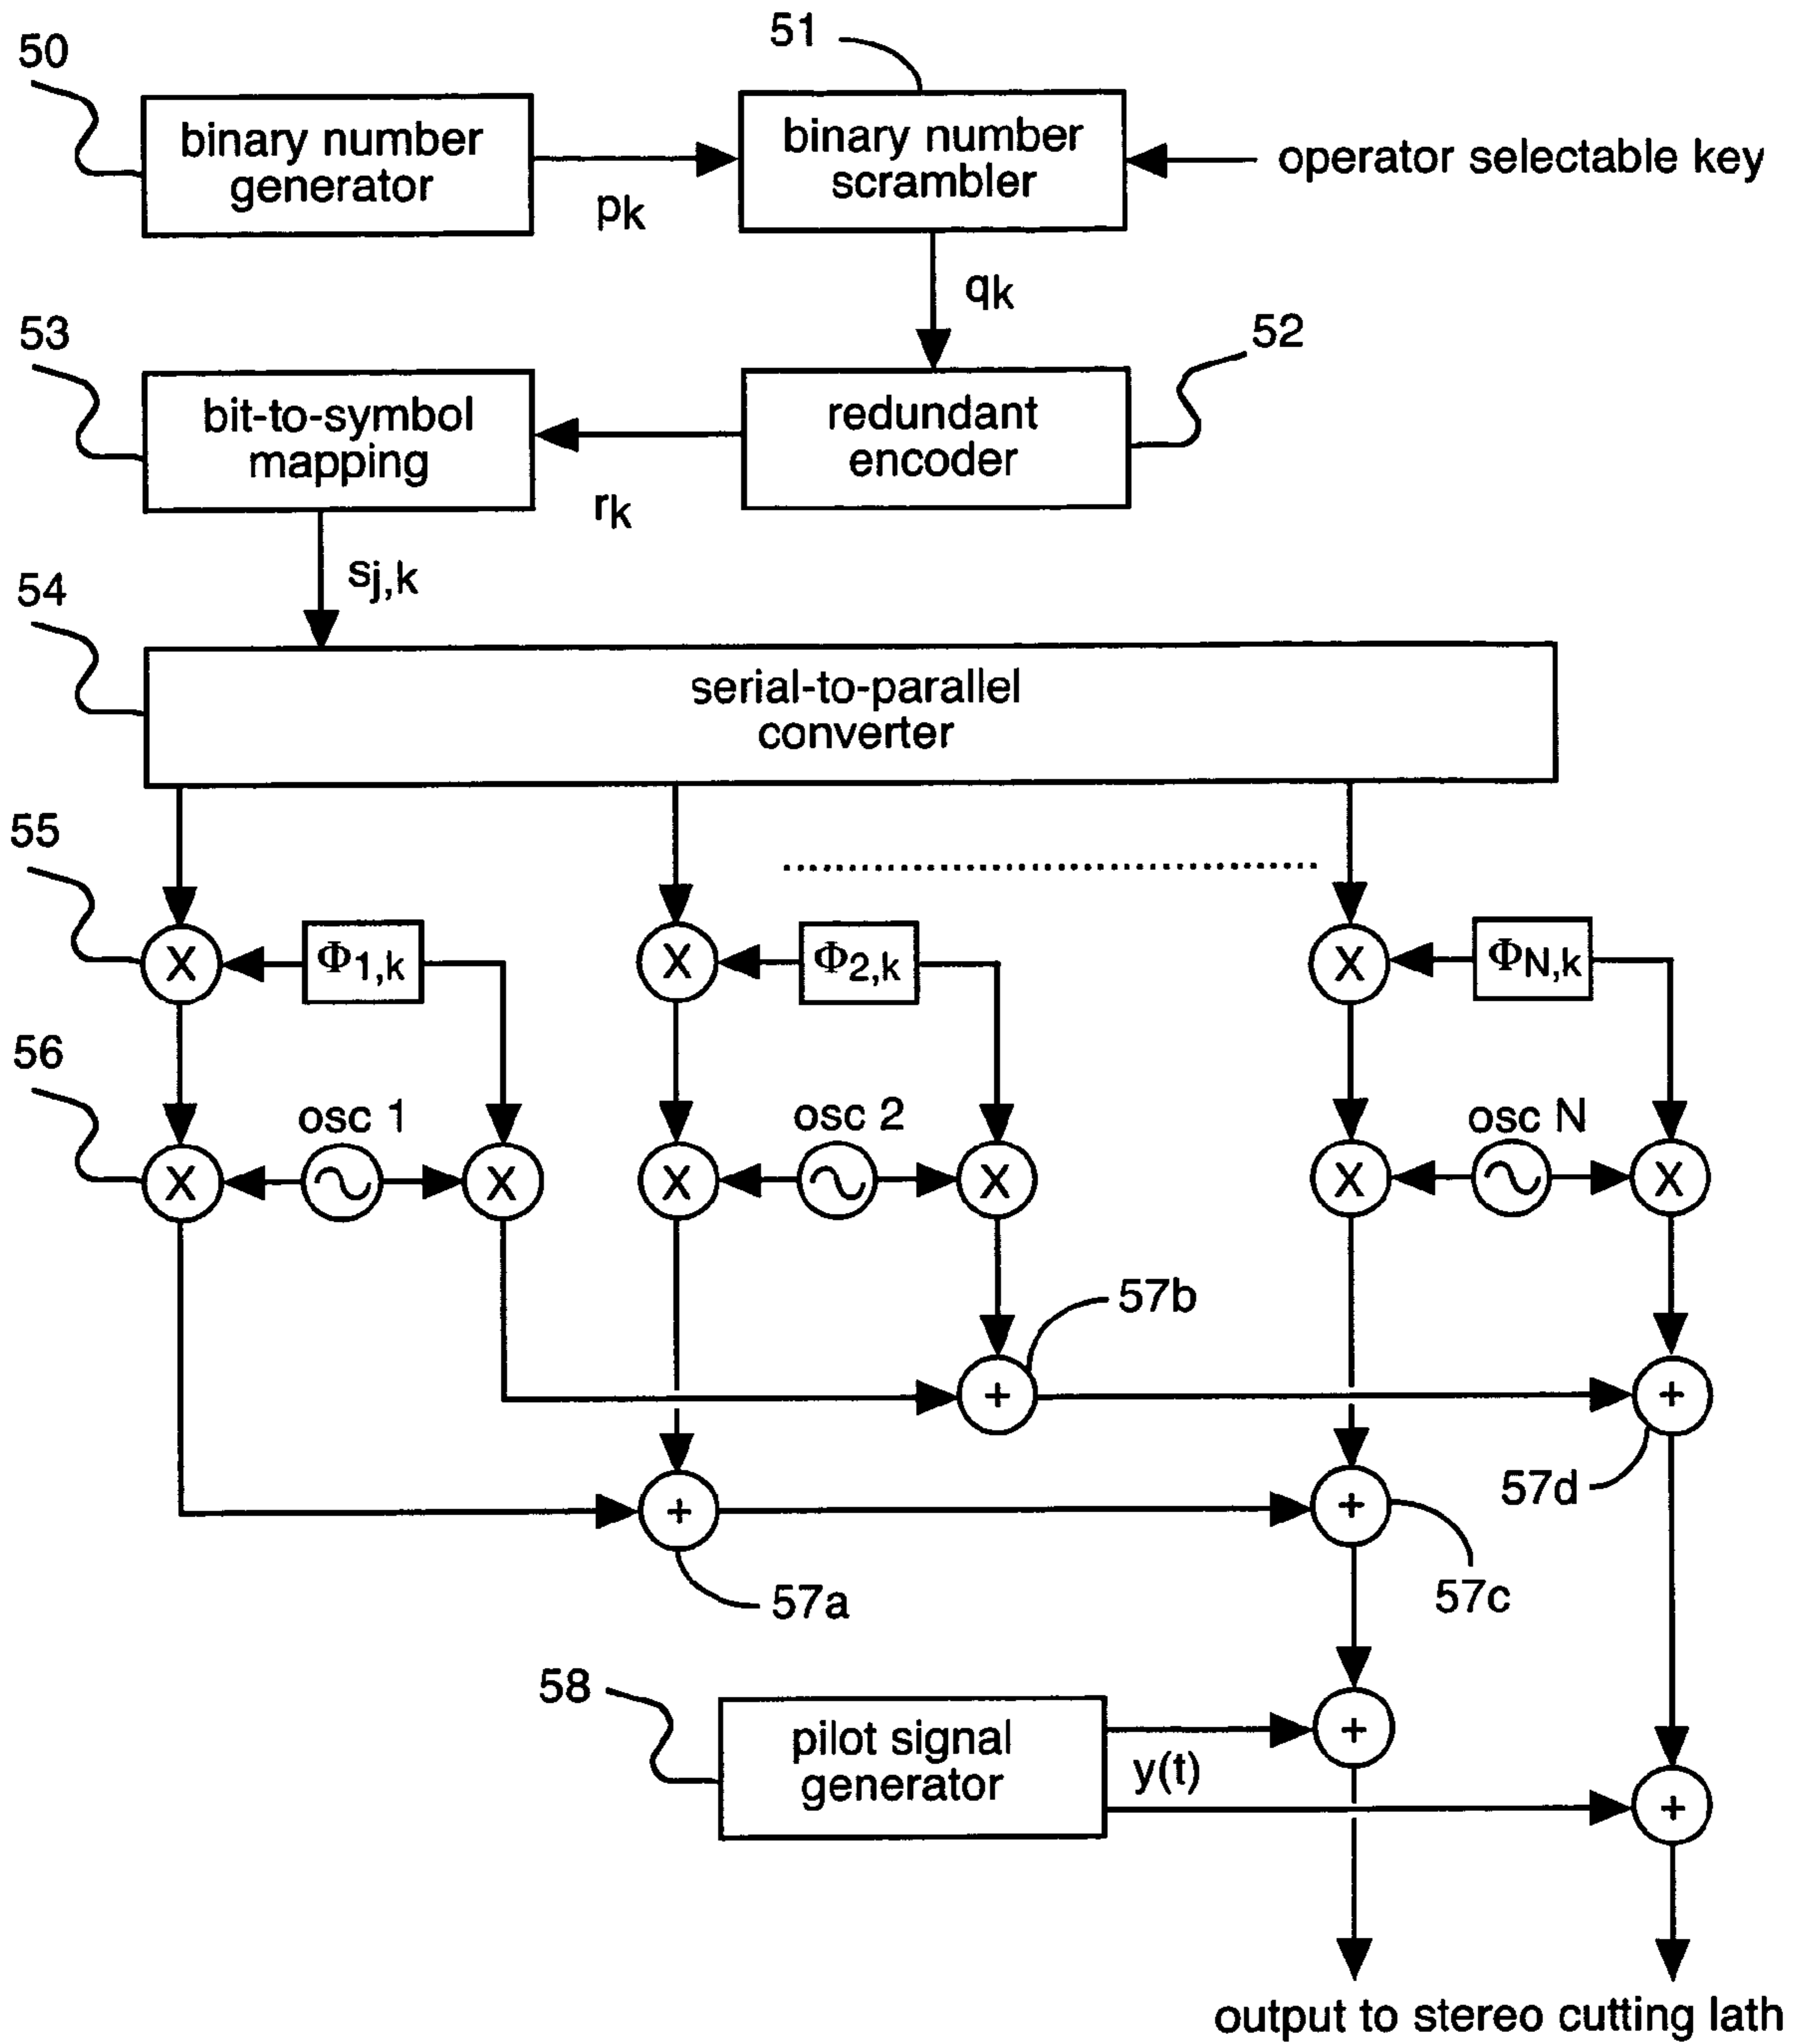 50
51
binary number
generator
pk
binary number
scrambler
operator selectable key
qk
53
52
bit-to-symbol
mapping
rk
redundant
encoder
sj,k
54
serial-to-parallel
converter
55
X
Φ1,k
X
Φ2,k
X
ΦN,k
56
osc 1
osc 2
osc N
X
X
X
X
X
X
57b
+
+
57d
+
+
57a
57c
58
pilot signal
generator
y(t)
+
+
output to stereo cutting lath